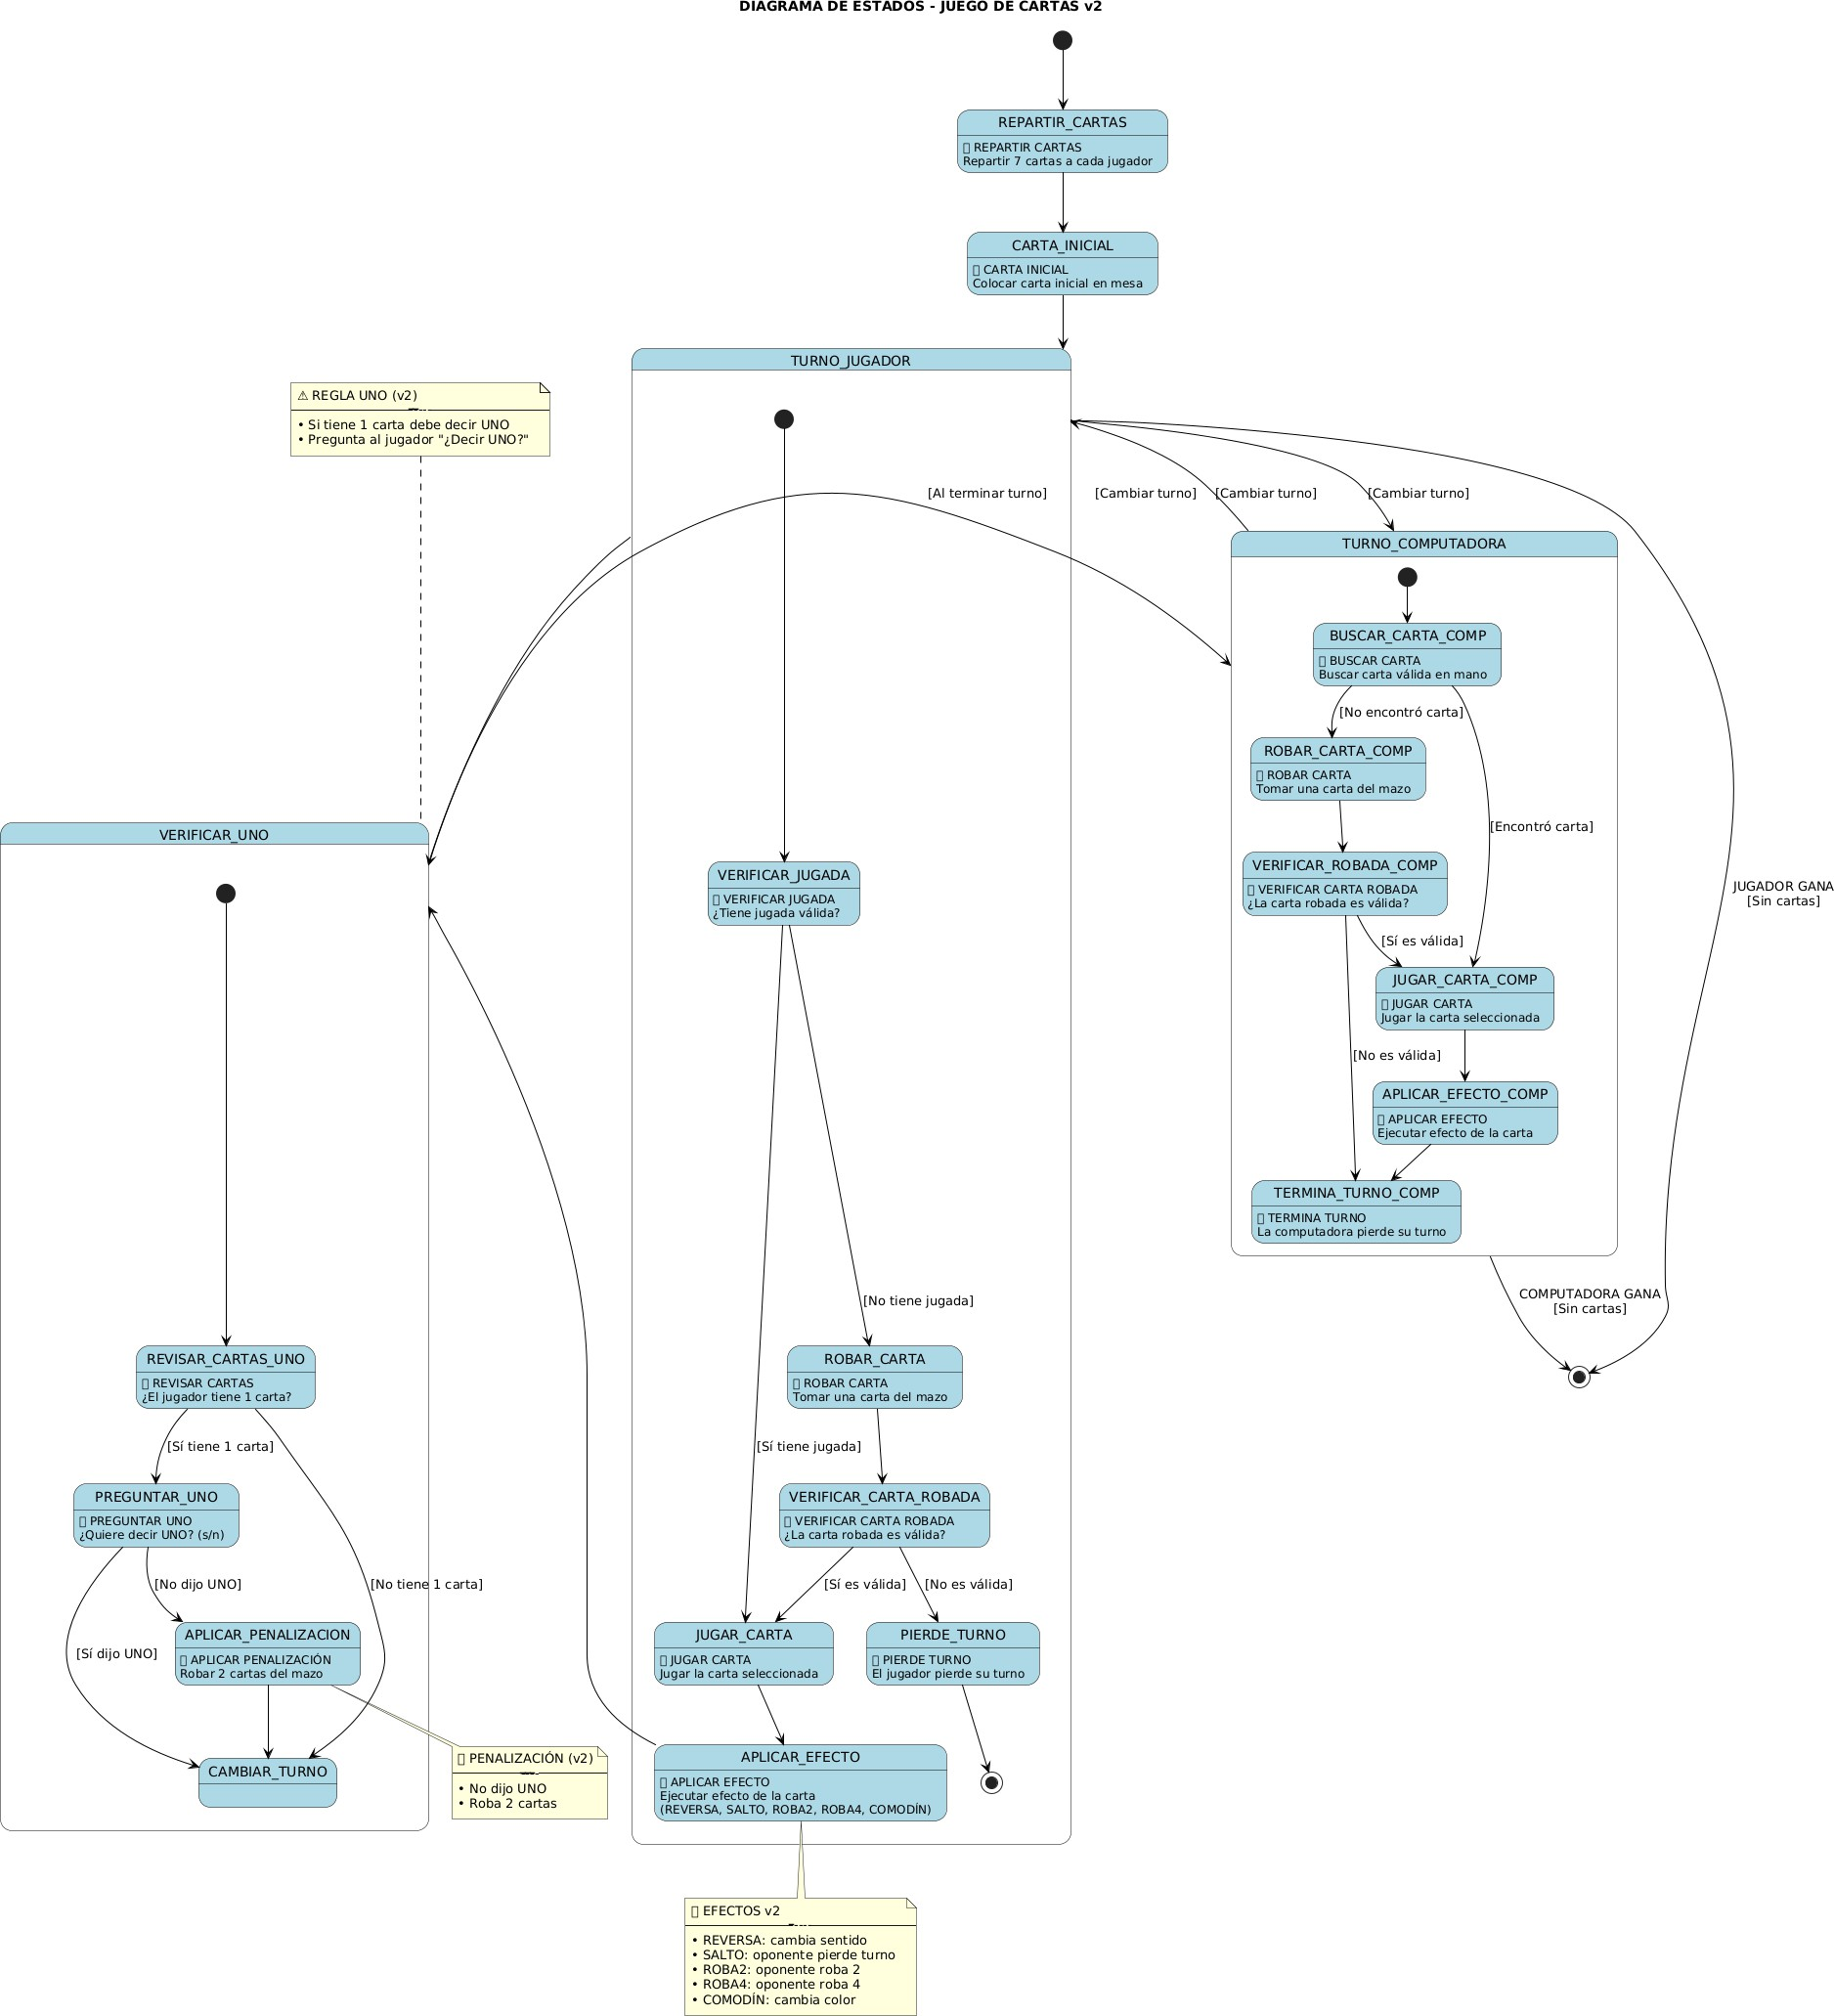 DIAGRAMA DE ESTADOS - JUEGO DE CARTAS v2
REPARTIR_CARTAS
REPARTIR CARTAS
Repartir 7 cartas a cada jugador
CARTA_INICIAL
CARTA INICIAL
Colocar carta inicial en mesa
TURNO_JUGADOR
⚠ REGLA UNO (v2)
• Si tiene 1 carta debe decir UNO
• Pregunta al jugador "¿Decir UNO?"
[Al terminar turno]
[Cambiar turno]
[Cambiar turno]
[Cambiar turno]
TURNO_COMPUTADORA
BUSCAR_CARTA_COMP
BUSCAR CARTA
Buscar carta válida en mano
[No encontró carta]
ROBAR_CARTA_COMP
ROBAR CARTA
Tomar una carta del mazo
[Encontró carta]
VERIFICAR_ROBADA_COMP
VERIFICAR CARTA ROBADA
¿La carta robada es válida?
[Sí es válida]
JUGAR_CARTA_COMP
JUGAR CARTA
Jugar la carta seleccionada
[No es válida]
APLICAR_EFECTO_COMP
APLICAR EFECTO
Ejecutar efecto de la carta
TERMINA_TURNO_COMP
TERMINA TURNO
La computadora pierde su turno
JUGADOR GANA
[Sin cartas]
COMPUTADORA GANA
[Sin cartas]
VERIFICAR_JUGADA
VERIFICAR JUGADA
¿Tiene jugada válida?
[No tiene jugada]
ROBAR_CARTA
ROBAR CARTA
Tomar una carta del mazo
[Sí tiene jugada]
VERIFICAR_CARTA_ROBADA
VERIFICAR CARTA ROBADA
¿La carta robada es válida?
[Sí es válida]
[No es válida]
JUGAR_CARTA
JUGAR CARTA
Jugar la carta seleccionada
PIERDE_TURNO
PIERDE TURNO
El jugador pierde su turno
APLICAR_EFECTO
APLICAR EFECTO
Ejecutar efecto de la carta
(REVERSA, SALTO, ROBA2, ROBA4, COMODÍN)
VERIFICAR_UNO
REVISAR_CARTAS_UNO
REVISAR CARTAS
¿El jugador tiene 1 carta?
[Sí tiene 1 carta]
PREGUNTAR_UNO
PREGUNTAR UNO
¿Quiere decir UNO? (s/n)
[No dijo UNO]
[No tiene 1 carta]
[Sí dijo UNO]
APLICAR_PENALIZACION
APLICAR PENALIZACIÓN
Robar 2 cartas del mazo
CAMBIAR_TURNO
PENALIZACIÓN (v2)
• No dijo UNO
• Roba 2 cartas
EFECTOS v2
• REVERSA: cambia sentido
• SALTO: oponente pierde turno
• ROBA2: oponente roba 2
• ROBA4: oponente roba 4
• COMODÍN: cambia color